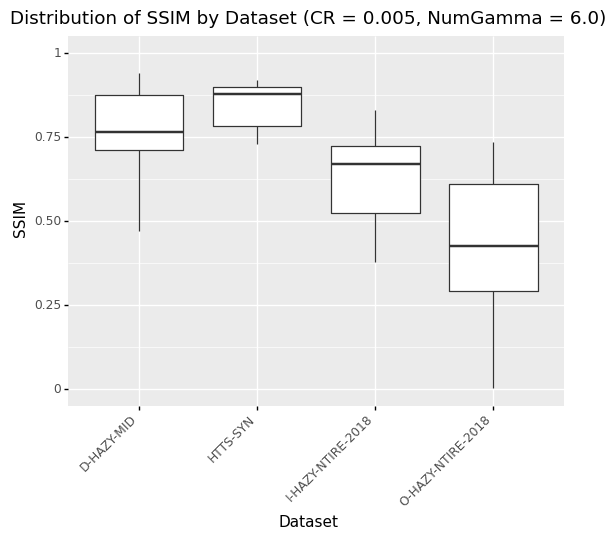 Distribution of SSIM by Dataset (CR = 0.005, NumGamma = 6.0)
1
0.75
0.50
0.25
0
SSIM
D-HAZY-MID
HTTS-SYN
I-HAZY-NTIRE-2018
O-HAZY-NTIRE-2018
Dataset